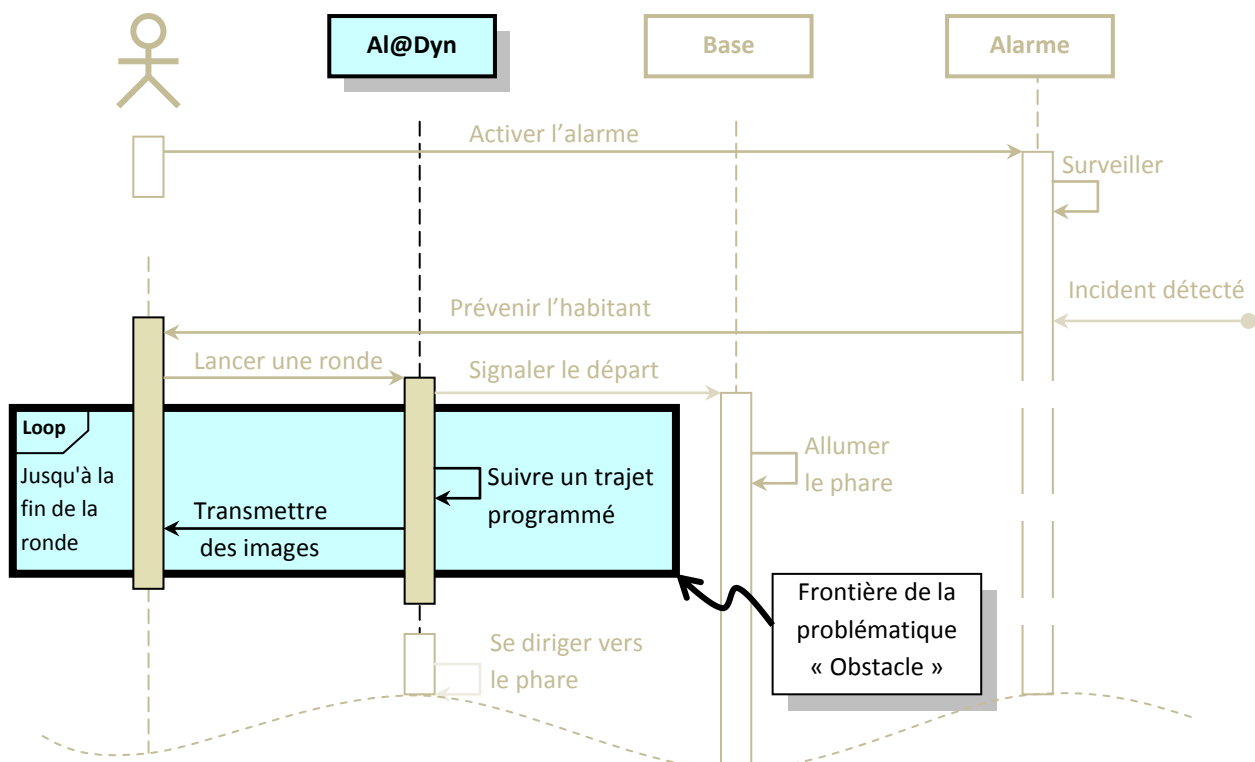 Al@Dyn
Base
Alarme
Activer l’alarme
Surveiller
Incident détecté
Prévenir l’habitant
Lancer une ronde
Signaler le départ
Loop
Jusqu'à la
fin de la
ronde
Suivre un trajet
programmé
Transmettre
des images
Allumer
le phare
Frontière de la
problématique
« Obstacle »
Se diriger vers
le phare